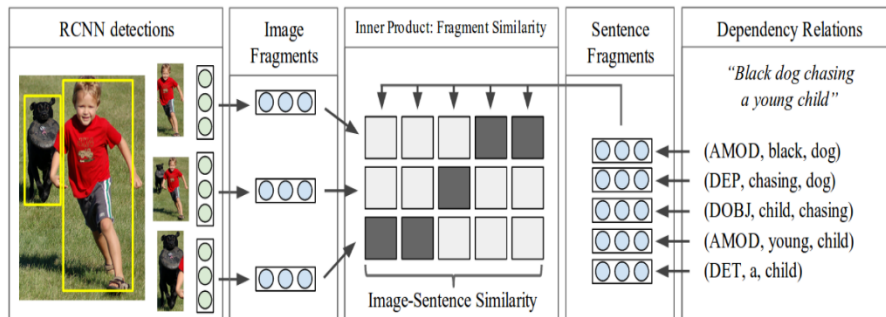 RCNN detections
Image
Fragments
Inner Product: Fragment Similarity
Sentence
Fragments
Dependency Relations
“Black dog chasing
a young child”
(AMOD, black, dog)
(DEP, chasing, dog)
(DOBJ, child, chasing)
(AMOD, young, child)
(DET, a, child)
Image-Sentence Similarity